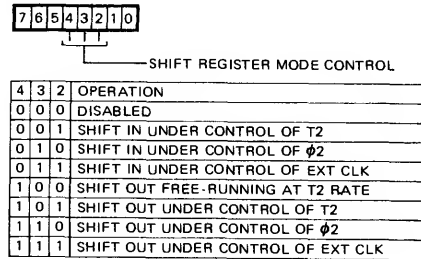 7 6 5 4 3 2 1 0
SHIFT REGISTER MODE CONTROL
4 3 2 OPERATION
0 0 0 DISABLED
0 0 1 SHIFT IN UNDER CONTROL OF T2
0 1 0 SHIFT IN UNDER CONTROL OF ϕ2
0 1 1 SHIFT IN UNDER CONTROL OF EXT CLK
1 0 0 SHIFT OUT FREE-RUNNING AT T2 RATE
1 0 1 SHIFT OUT UNDER CONTROL OF T2
1 1 0 SHIFT OUT UNDER CONTROL OF ϕ2
1 1 1 SHIFT OUT UNDER CONTROL OF EXT CLK